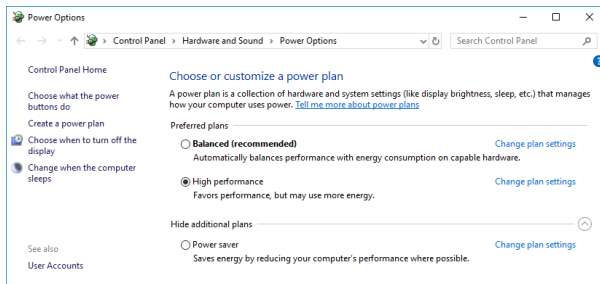 Power Options
Control Panel > Hardware and Sound > Power Options
Search Control Panel
Control Panel Home
Choose what the power
buttons do
Create a power plan
Choose when to turn off the
display
Change when the computer
sleeps
See also
User Accounts
Choose or customize a power plan
A power plan is a collection of hardware and system settings (like display brightness, sleep, etc.) that manages
how your computer uses power. Tell me more about power plans
Preferred plans
Balanced (recommended) Change plan settings
Automatically balances performance with energy consumption on capable hardware.
High performance Change plan settings
Favors performance, but may use more energy.
Hide additional plans
Power saver Change plan settings
Saves energy by reducing your computer's performance where possible.